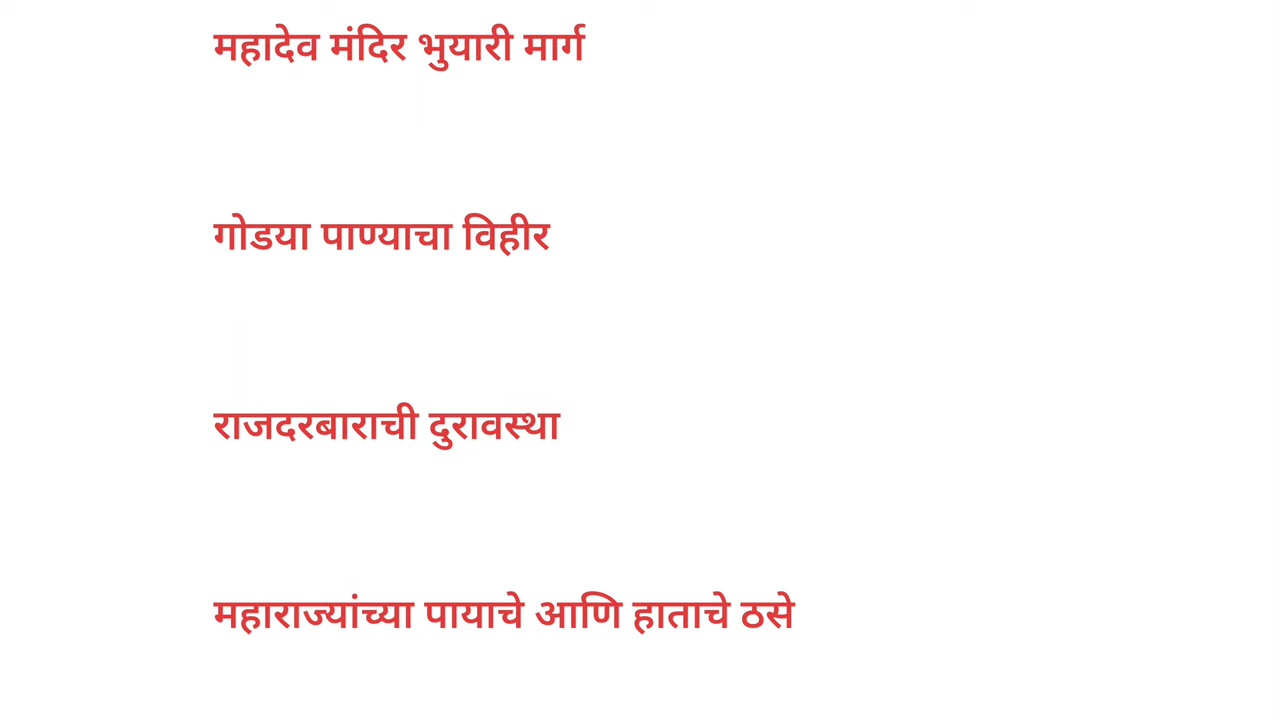 महादेव मंदिर भुयारी मार्ग
गोडया पाण्याचा विहीर
राजदरबाराची दुरावस्था
महाराज्यांच्या पायाचे आणि हाताचे ठसे